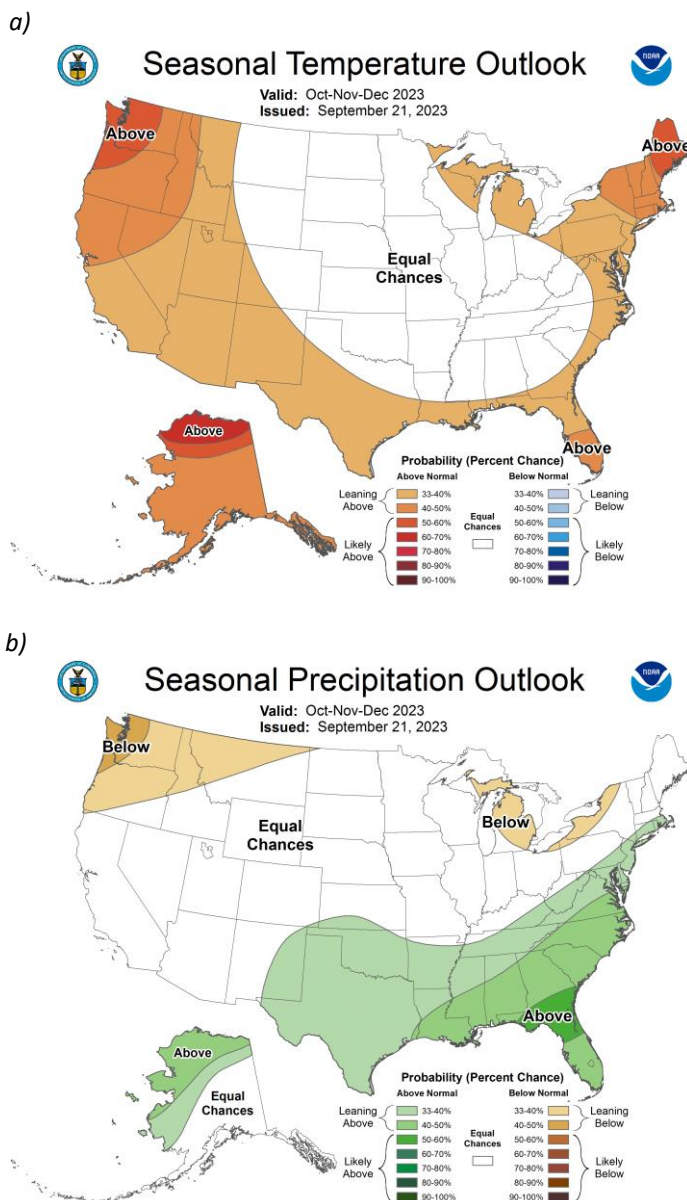 a)
NOAA
Seasonal Temperature Outlook
Valid: Oct-Nov-Dec 2023
Issued: September 21, 2023
Above
Above
Equal
Chances
Above
Above
Probability (Percent Chance)
Above Normal
Below Normal
Leaning
Above
33-40%
40-50%
Likely
Above
50-60%
60-70%
70-80%
80-90%
90-100%
Equal
Chances
33-40%
40-50%
Leaning
Below
50-60%
60-70%
70-80%
80-90%
90-100%
Likely
Below
b)
NOAA
Seasonal Precipitation Outlook
Valid: Oct-Nov-Dec 2023
Issued: September 21, 2023
Below
Equal
Chances
Below
Above
Above
Equal
Chances
Probability (Percent Chance)
Above Normal
Below Normal
Leaning
Above
33-40%
40-50%
Likely
Above
50-60%
60-70%
70-80%
80-90%
90-100%
Equal
Chances
33-40%
40-50%
Leaning
Below
50-60%
60-70%
70-80%
80-90%
90-100%
Likely
Below